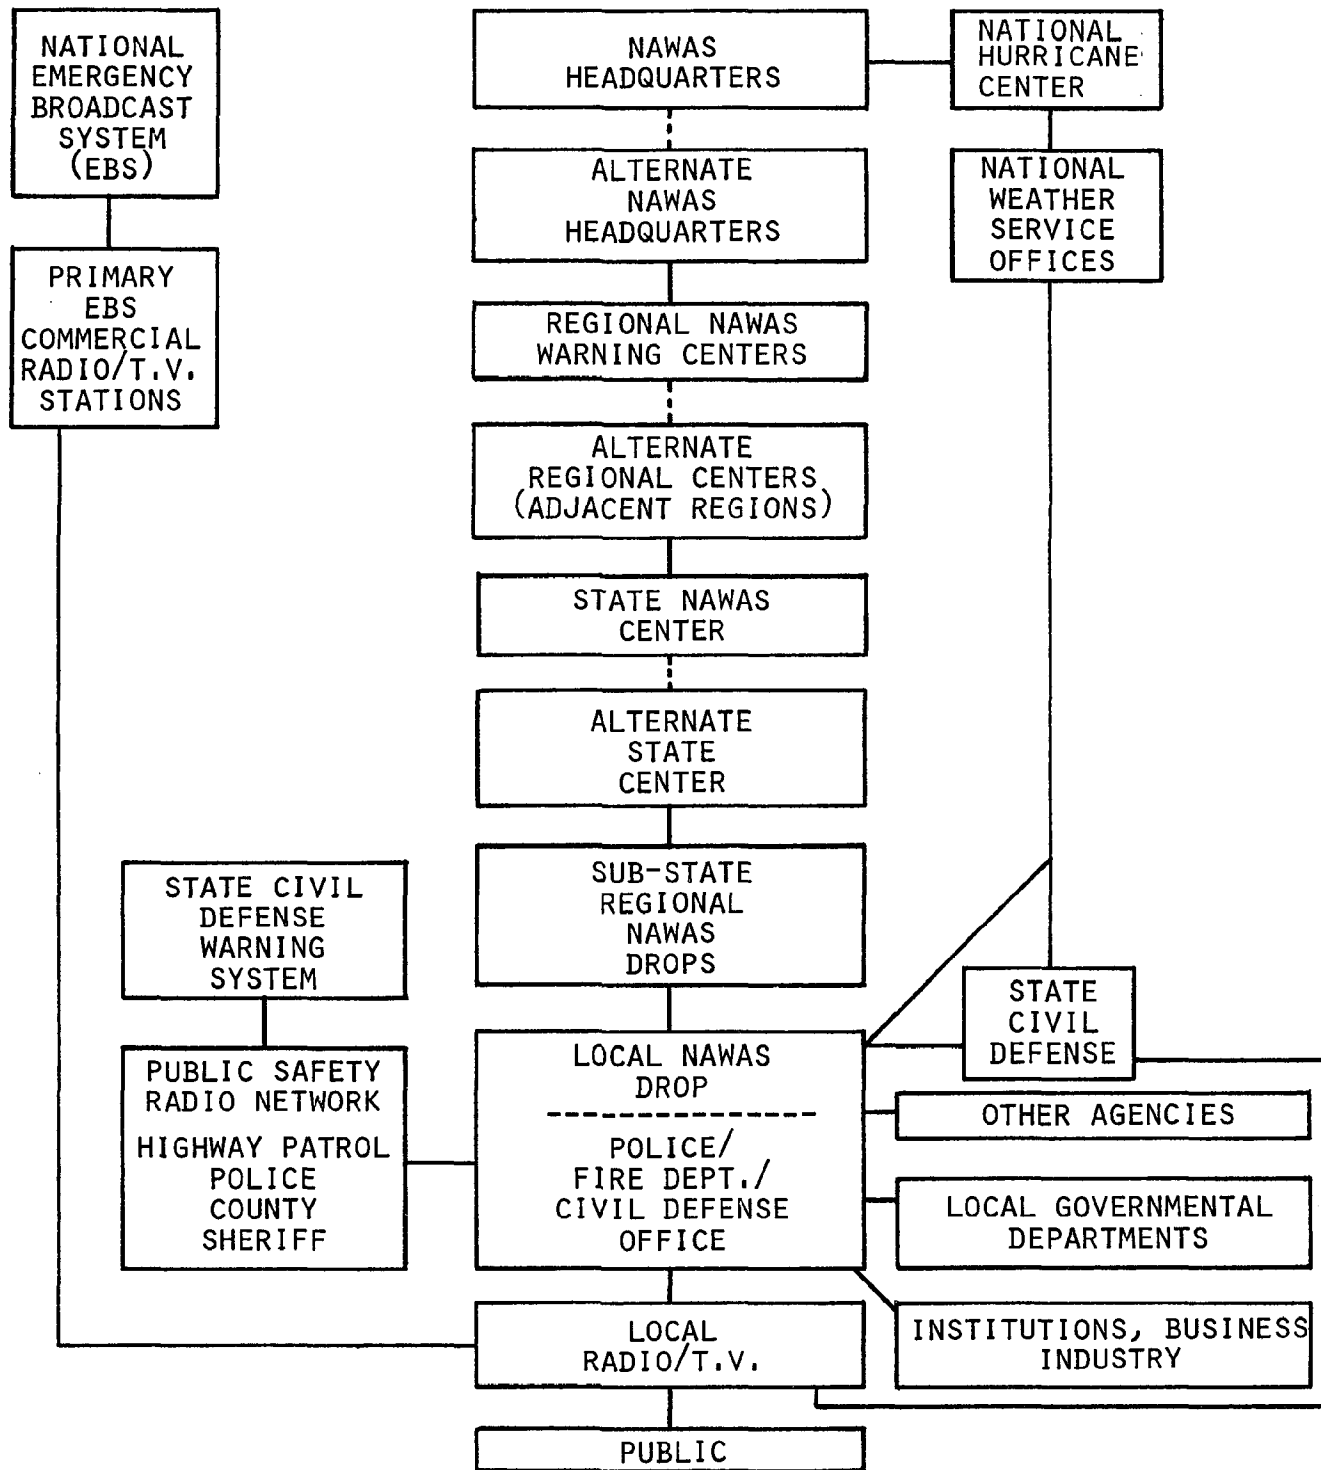 NATIONAL
EMERGENCY
BROADCAST
SYSTEM
(EBS)
PRIMARY
EBS
COMMERCIAL
RADIO/T.V.
STATIONS
NAWAS
HEADQUARTERS
NATIONAL
HURRICANE
CENTER
ALTERNATE
NAWAS
HEADQUARTERS
NATIONAL
WEATHER
SERVICE
OFFICES
REGIONAL NAWAS
WARNING CENTERS
ALTERNATE
REGIONAL CENTERS
(ADJACENT REGIONS)
STATE NAWAS
CENTER
ALTERNATE
STATE
CENTER
SUB-STATE
REGIONAL
NAWAS
DROPS
STATE CIVIL
DEFENSE
WARNING
SYSTEM
PUBLIC SAFETY
RADIO NETWORK
HIGHWAY PATROL
POLICE
COUNTY
SHERIFF
LOCAL NAWAS
DROP
POLICE/
FIRE DEPT./
CIVIL DEFENSE
OFFICE
STATE
CIVIL
DEFENSE
OTHER AGENCIES
LOCAL GOVERNMENTAL
DEPARTMENTS
INSTITUTIONS, BUSINESS
INDUSTRY
LOCAL
RADIO/T.V.
PUBLIC